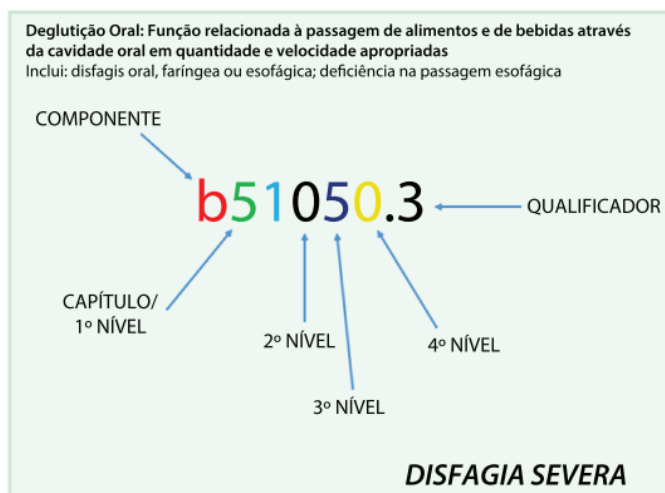 Deglutição Oral: Função relacionada à passagem de alimentos e de bebidas através
da cavidade oral em quantidade e velocidade apropriadas
Inclui: disfagis oral, faríngea ou esofágica; deficiência na passagem esofágica
COMPONENTE
b51050.3
QUALIFICADOR
CAPÍTULO/
1º NÍVEL
2º NÍVEL
4º NÍVEL
3º NÍVEL
DISFAGIA SEVERA